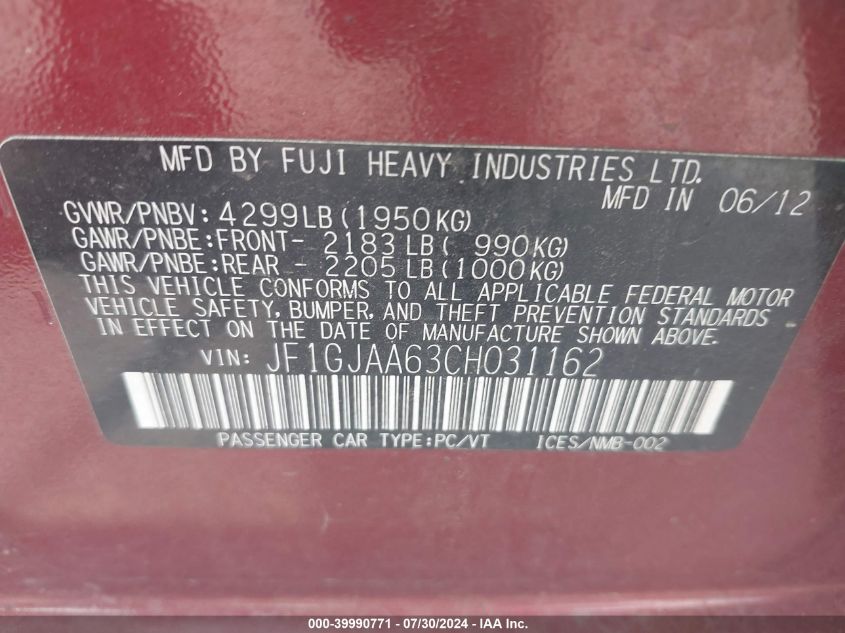 MFD BY FUJI HEAVY INDUSTRIES LTD.
MFD IN 06/12
GVWR/PNBV: 4299LB(1950KG)
GAWR/PNBE:FRONT- 2183LB( 990KG)
GAWR/PNBE:REAR - 2205LB(1000KG)
THIS VEHICLE CONFORMS TO ALL APPLICABLE FEDERAL MOTOR
VEHICLE SAFETY, BUMPER, AND THEFT PREVENTION STANDARDS
IN EFFECT ON THE DATE OF MANUFACTURE SHOWN ABOVE.
VIN: JF1GJAA63CH031162
PASSENGER CAR TYPE:PC/VT ICES/NMB-002
000-39990771 - 07/30/2024 - IAA Inc.